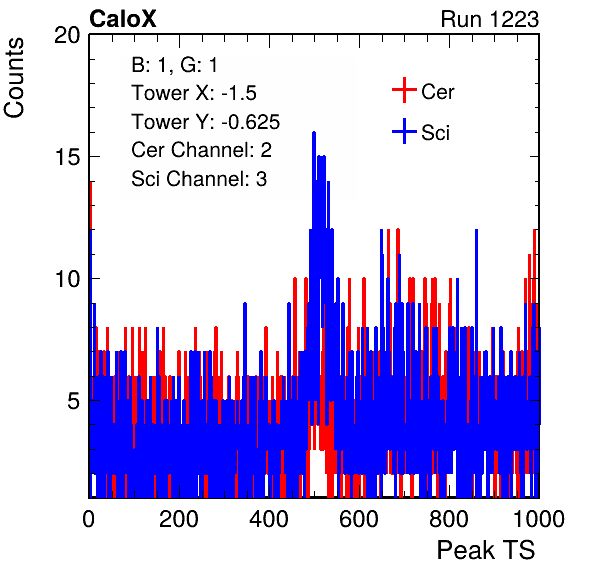 CaloX Run 1223
20
Counts
B: 1, G: 1
Tower X: -1.5
Tower Y: -0.625
Cer Channel: 2
Sci Channel: 3
Cer
Sci
15
10
5
0 200 400 600 800 1000
Peak TS